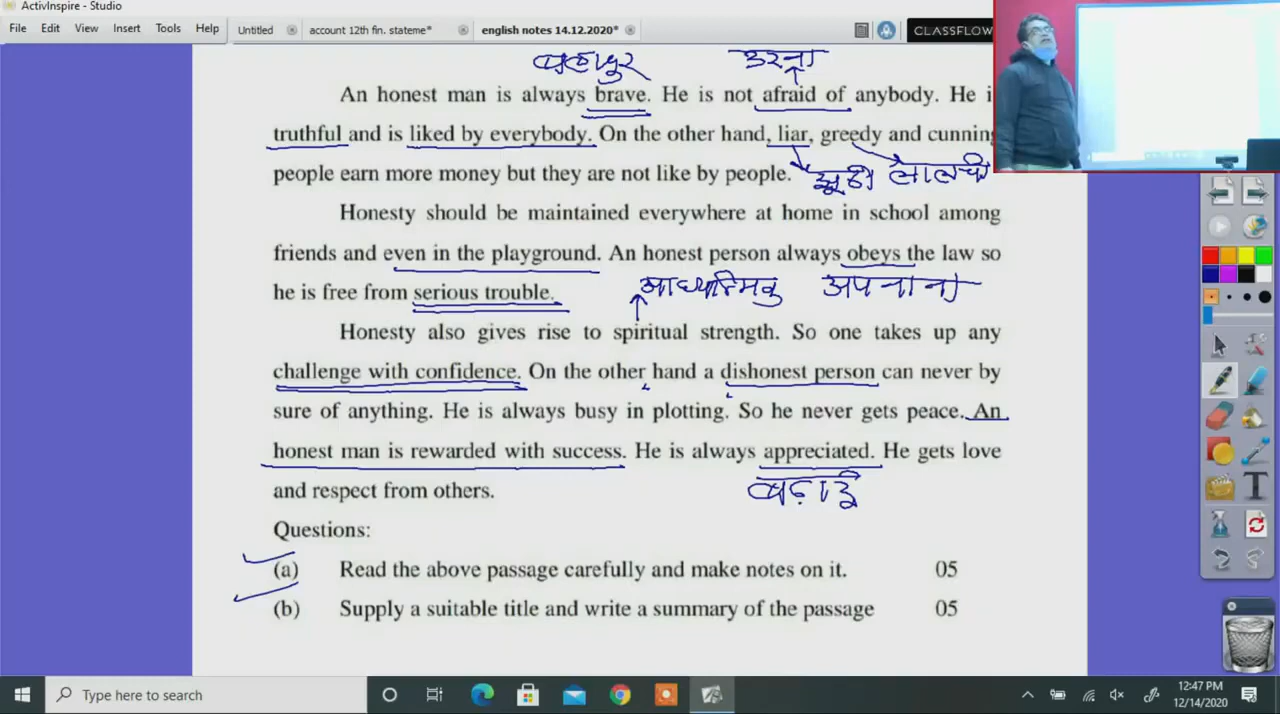 ActivInspire - Studio
File Edit View Insert Tools Help Untitled account 12th fin. stateme* english notes 14.12.2020* CLASSFLOW
बहादुर डरना
An honest man is always brave. He is not afraid of anybody. He i
truthful and is liked by everybody. On the other hand, liar, greedy and cunning
people earn more money but they are not like by people. झूठा लालची
Honesty should be maintained everywhere at home in school among
friends and even in the playground. An honest person always obeys the law so
he is free from serious trouble. आध्यात्मिक अपनाना
Honesty also gives rise to spiritual strength. So one takes up any
challenge with confidence. On the other hand a dishonest person can never by
sure of anything. He is always busy in plotting. So he never gets peace. An
honest man is rewarded with success. He is always appreciated. He gets love
and respect from others. बढ़ाई
Questions:
(a) Read the above passage carefully and make notes on it. 05
(b) Supply a suitable title and write a summary of the passage 05
Type here to search
12:47 PM
12/14/2020